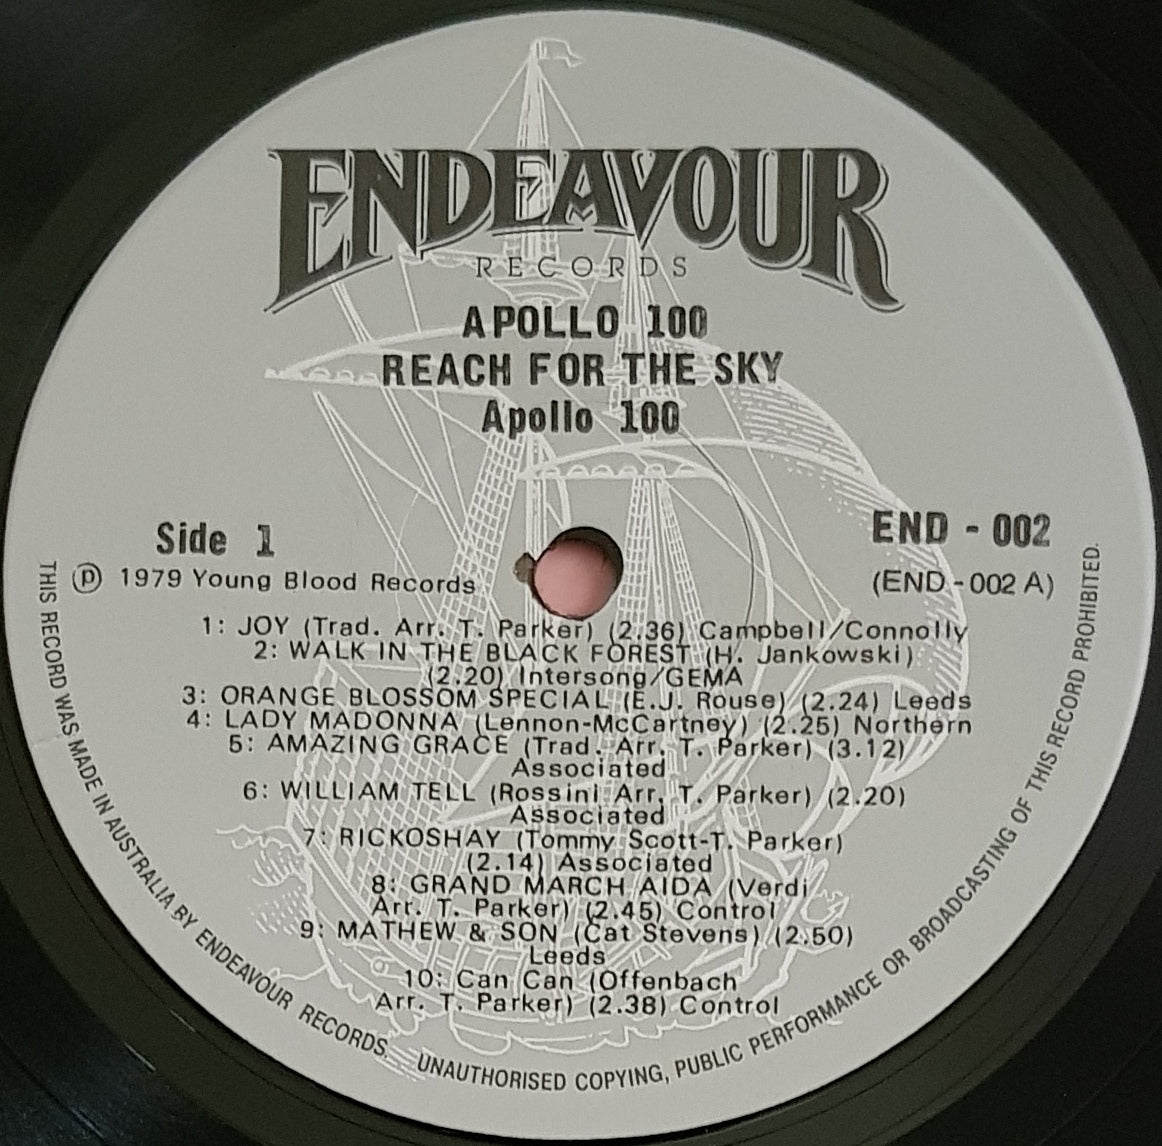 ENDEAVOUR
RECORDS
APOLLO 100
REACH FOR THE SKY
Apollo 100
Side 1
END - 002
Ⓟ 1979 Young Blood Records
(END-002 A)
1: JOY (Trad. Arr. T. Parker) (2.36) Campbell/Connolly
2: WALK IN THE BLACK FOREST (H. Jankowski)
(2.20) Intersong/GEMA
3: ORANGE BLOSSOM SPECIAL (E.J. Rouse) (2.24) Leeds
4: LADY MADONNA (Lennon-McCartney) (2.25) Northern
5: AMAZING GRACE (Trad. Arr. T. Parker) (3.12)
Associated
6: WILLIAM TELL (Rossini Arr. T. Parker) (2.20)
Associated
7: RICKOSHAY (Tommy Scott-T. Parker)
(2.14) Associated
8: GRAND MARCH AIDA (Verdi
Arr. T. Parker) (2.45) Control
9: MATHEW & SON (Cat Stevens) (2.50)
Leeds
10: Can Can (Offenbach
Arr. T. Parker) (2.38) Control
THIS RECORD WAS MADE IN AUSTRALIA BY ENDEAVOUR RECORDS. UNAUTHORISED COPYING, PUBLIC PERFORMANCE OR BROADCASTING OF THIS RECORD PROHIBITED.